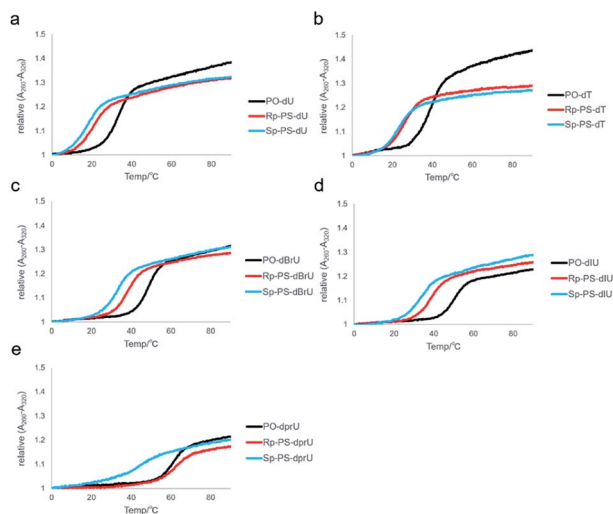 a
relative (A260-A320)
1.5
1.4
1.3
1.2
1.1
1
0 20 40 60 80
Temp/°C
PO-dU
Rp-PS-dU
Sp-PS-dU
b
relative (A260-A320)
1.5
1.4
1.3
1.2
1.1
1
0 20 40 60 80
Temp/°C
PO-dT
Rp-PS-dT
Sp-PS-dT
c
relative (A260-A320)
1.5
1.4
1.3
1.2
1.1
1
0 20 40 60 80
Temp/°C
PO-dBrU
Rp-PS-dBrU
Sp-PS-dBrU
d
relative (A260-A320)
1.5
1.4
1.3
1.2
1.1
1
0 20 40 60 80
Temp/°C
PO-dIU
Rp-PS-dIU
Sp-PS-dIU
e
relative (A260-A320)
1.5
1.4
1.3
1.2
1.1
1
0 20 40 60 80
Temp/°C
PO-dprU
Rp-PS-dprU
Sp-PS-dprU